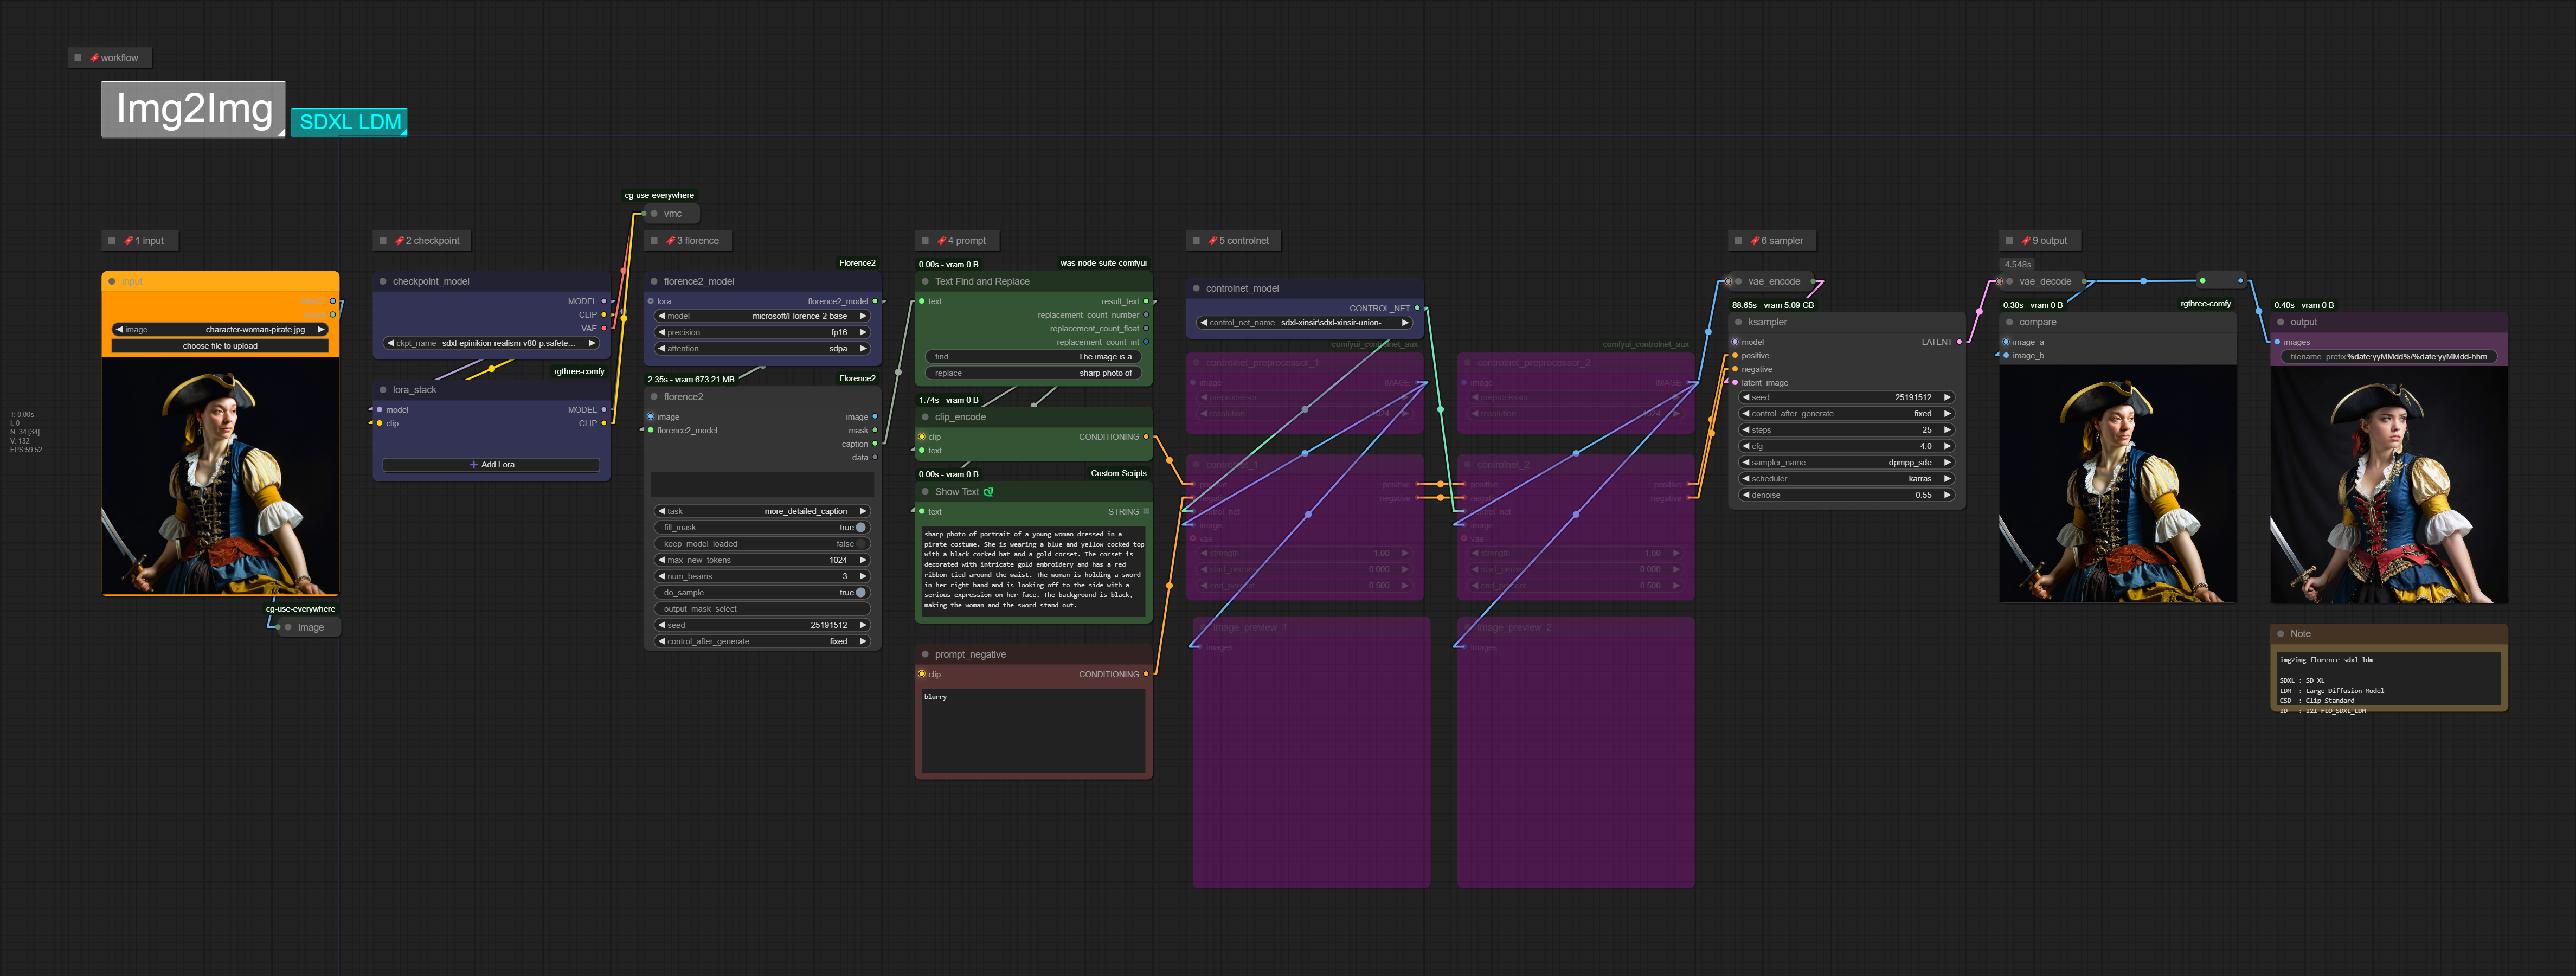 workflow
Img2Img
SDXL LDM
cg-use-everywhere
vmc
1 input
2 checkpoint
3 florence
4 prompt
5 controlnet
6 sampler
9 output
input
image character-woman-pirate.jpg
choose file to upload
cg-use-everywhere
image
T: 0.00s
I: 0
N: 34 [34]
V: 132
FPS:59.52
checkpoint_model
MODEL
CLIP
VAE
ckpt_name sdxl-epinikion-realism-v80-p.safete...
rgthree-comfy
lora_stack
model MODEL
clip CLIP
Add Lora
Florence2
florence2_model
lora florence2_model
model microsoft/Florence-2-base
precision fp16
attention sdpa
2.35s - vram 673.21 MB Florence2
florence2
image image
florence2_model mask
caption
data
task more_detailed_caption
fill_mask true
keep_model_loaded false
max_new_tokens 1024
num_beams 3
do_sample true
output_mask_select
seed 25191512
control_after_generate fixed
0.00s - vram 0 B was-node-suite-comfyui
Text Find and Replace
text result_text
replacement_count_number
replacement_count_float
replacement_count_int
find The image is a
replace sharp photo of
1.74s - vram 0 B
clip_encode
clip CONDITIONING
text
0.00s - vram 0 B Custom-Scripts
Show Text
text STRING
sharp photo of portrait of a young woman dressed in a
pirate costume. She is wearing a blue and yellow cocked top
with a black cocked hat and a gold corset. The corset is
decorated with intricate gold embroidery and has a red
ribbon tied around the waist. The woman is holding a sword
in her right hand and is looking off to the side with a
serious expression on her face. The background is black,
making the woman and the sword stand out.
prompt_negative
clip CONDITIONING
blurry
controlnet_model
CONTROL_NET
control_net_name sdxl-xinsir\sdxl-xinsir-union-...
comfyui_controlnet_aux
controlnet_preprocessor_1
image IMAGE
preprocessor
resolution 1024
controlnet_1
positive positive
negative negative
image
vae
strength 1.00
start_percent 0.000
end_percent 0.500
image_preview_1
images
comfyui_controlnet_aux
controlnet_preprocessor_2
image IMAGE
preprocessor
resolution 1024
controlnet_2
positive positive
negative
image
vae
strength 1.00
start_percent 0.000
end_percent 0.500
image_preview_2
images
vae_encode
88.65s - vram 5.09 GB
ksampler
model LATENT
positive
negative
latent_image
seed 25191512
control_after_generate fixed
steps 25
cfg 4.0
sampler_name dpmpp_sde
scheduler karras
denoise 0.55
4.548s
vae_decode
0.38s - vram 0 B rgthree-comfy
compare
image_a
image_b
0.40s - vram 0 B
output
images
filename_prefix %date:yyMMdd%/%date:yyMMdd-hhm
Note
img2img-florence-sdxl-ldm
SDXL : SD XL
LDM : Large Diffusion Model
CSD : Clip Standard
ID : I2I-FLO_SDXL_LDM